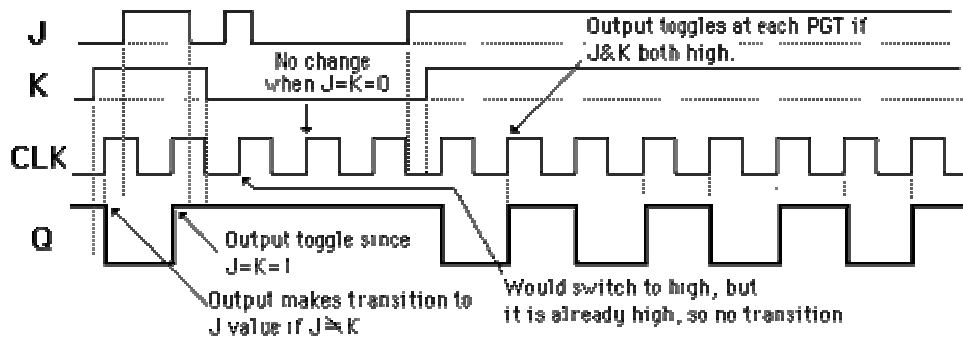 J
Output toggles at each PGT if
J&K both high.
No change
when J=K=0
K
CLK
Q
Output toggle since
J=K=1
Output makes transition to
J value if J≠K
Would switch to high, but
it is already high, so no transition